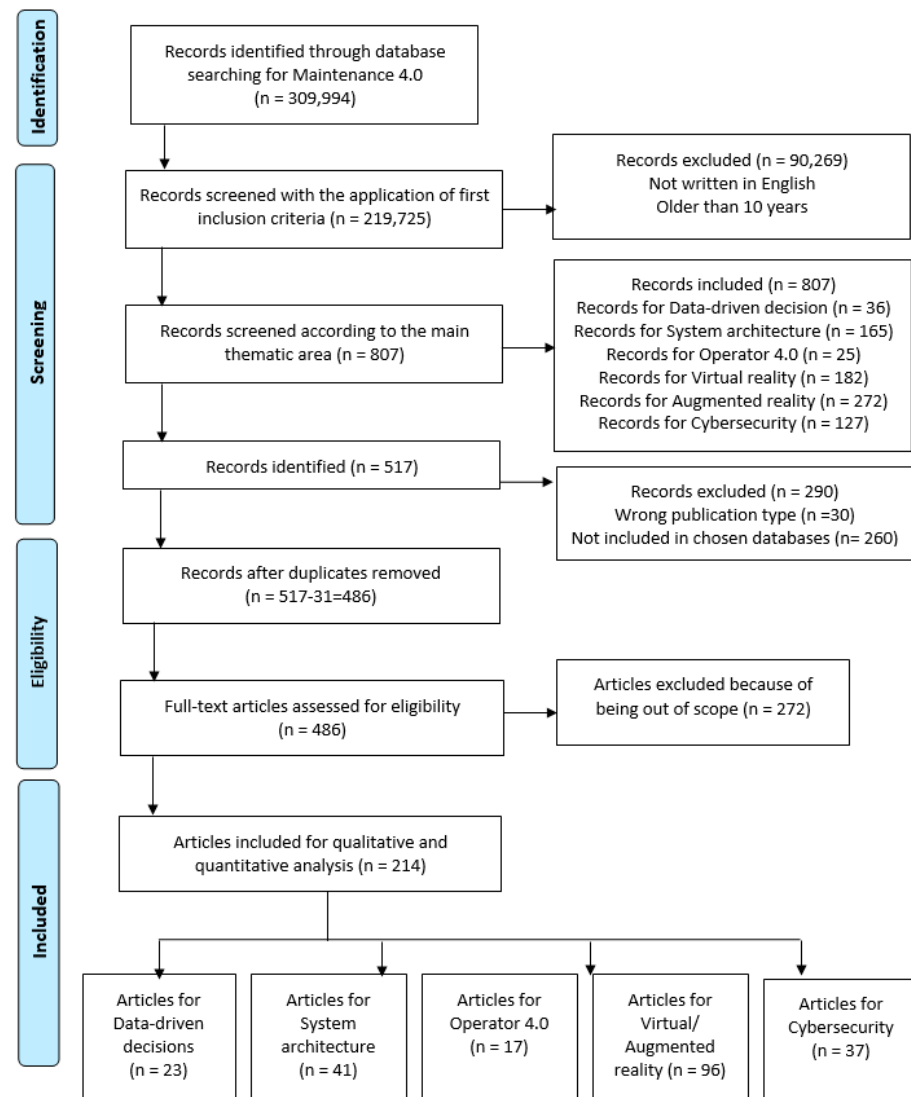 Identification
Records identified through database
searching for Maintenance 4.0
(n = 309,994)
Screening
Records screened with the application of first
inclusion criteria (n = 219,725)
Records excluded (n = 90,269)
Not written in English
Older than 10 years
Records screened according to the main
thematic area (n = 807)
Records included (n = 807)
Records for Data-driven decision (n = 36)
Records for System architecture (n = 165)
Records for Operator 4.0 (n = 25)
Records for Virtual reality (n = 182)
Records for Augmented reality (n = 272)
Records for Cybersecurity (n = 127)
Records identified (n = 517)
Records excluded (n = 290)
Wrong publication type (n =30)
Not included in chosen databases (n= 260)
Eligibility
Records after duplicates removed
(n = 517-31=486)
Full-text articles assessed for eligibility
(n = 486)
Articles excluded because of
being out of scope (n = 272)
Included
Articles included for qualitative and
quantitative analysis (n = 214)
Articles for
Data-driven
decisions
(n = 23)
Articles for
System
architecture
(n = 41)
Articles for
Operator 4.0
(n = 17)
Articles for
Virtual/
Augmented
reality (n = 96)
Articles for
Cybersecurity
(n = 37)